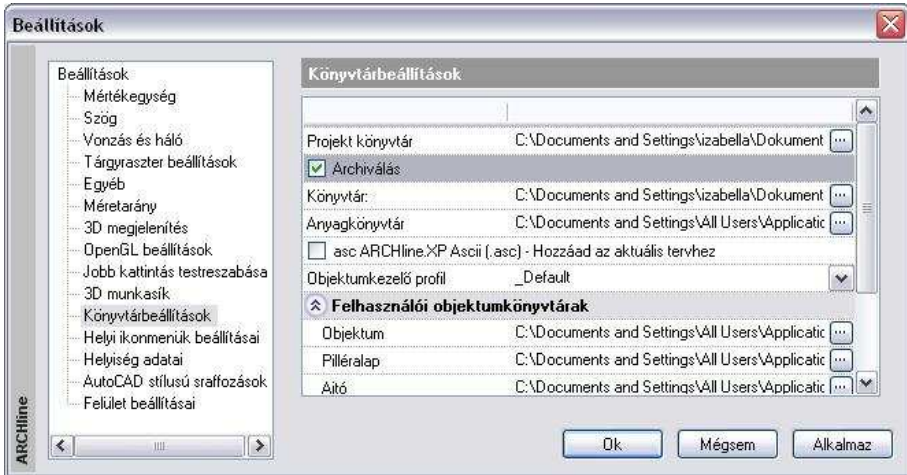 Beállítások
Beállítások
Mértékegység
Szög
Vonzás és háló
Tárgyraszter beállítások
Egyéb
Méretarány
3D megjelenítés
OpenGL beállítások
Jobb kattintás testreszabása
3D munkasík
Könyvtárbeállítások
Helyi ikonmenük beállításai
Helyiség adatai
AutoCAD stílusú sraffozások
Felület beállításai
ARCHline
Könyvtárbeállítások
Projekt könyvtár C:\Documents and Settings\izabella\Dokument ...
Archiválás
Könyvtár: C:\Documents and Settings\izabella\Dokument ...
Anyagkönyvtár C:\Documents and Settings\All Users\Applicatic ...
asc ARCHline.XP Ascii (.asc) - Hozzáad az aktuális tervhez
Objektumkezelő profil _Default
Felhasználói objektumkönyvtárak
Objektum C:\Documents and Settings\All Users\Applicatic ...
Pilléralap C:\Documents and Settings\All Users\Applicatic ...
Ajtó C:\Documents and Settings\All Users\Applicatic ...
Ok Mégsem Alkalmaz